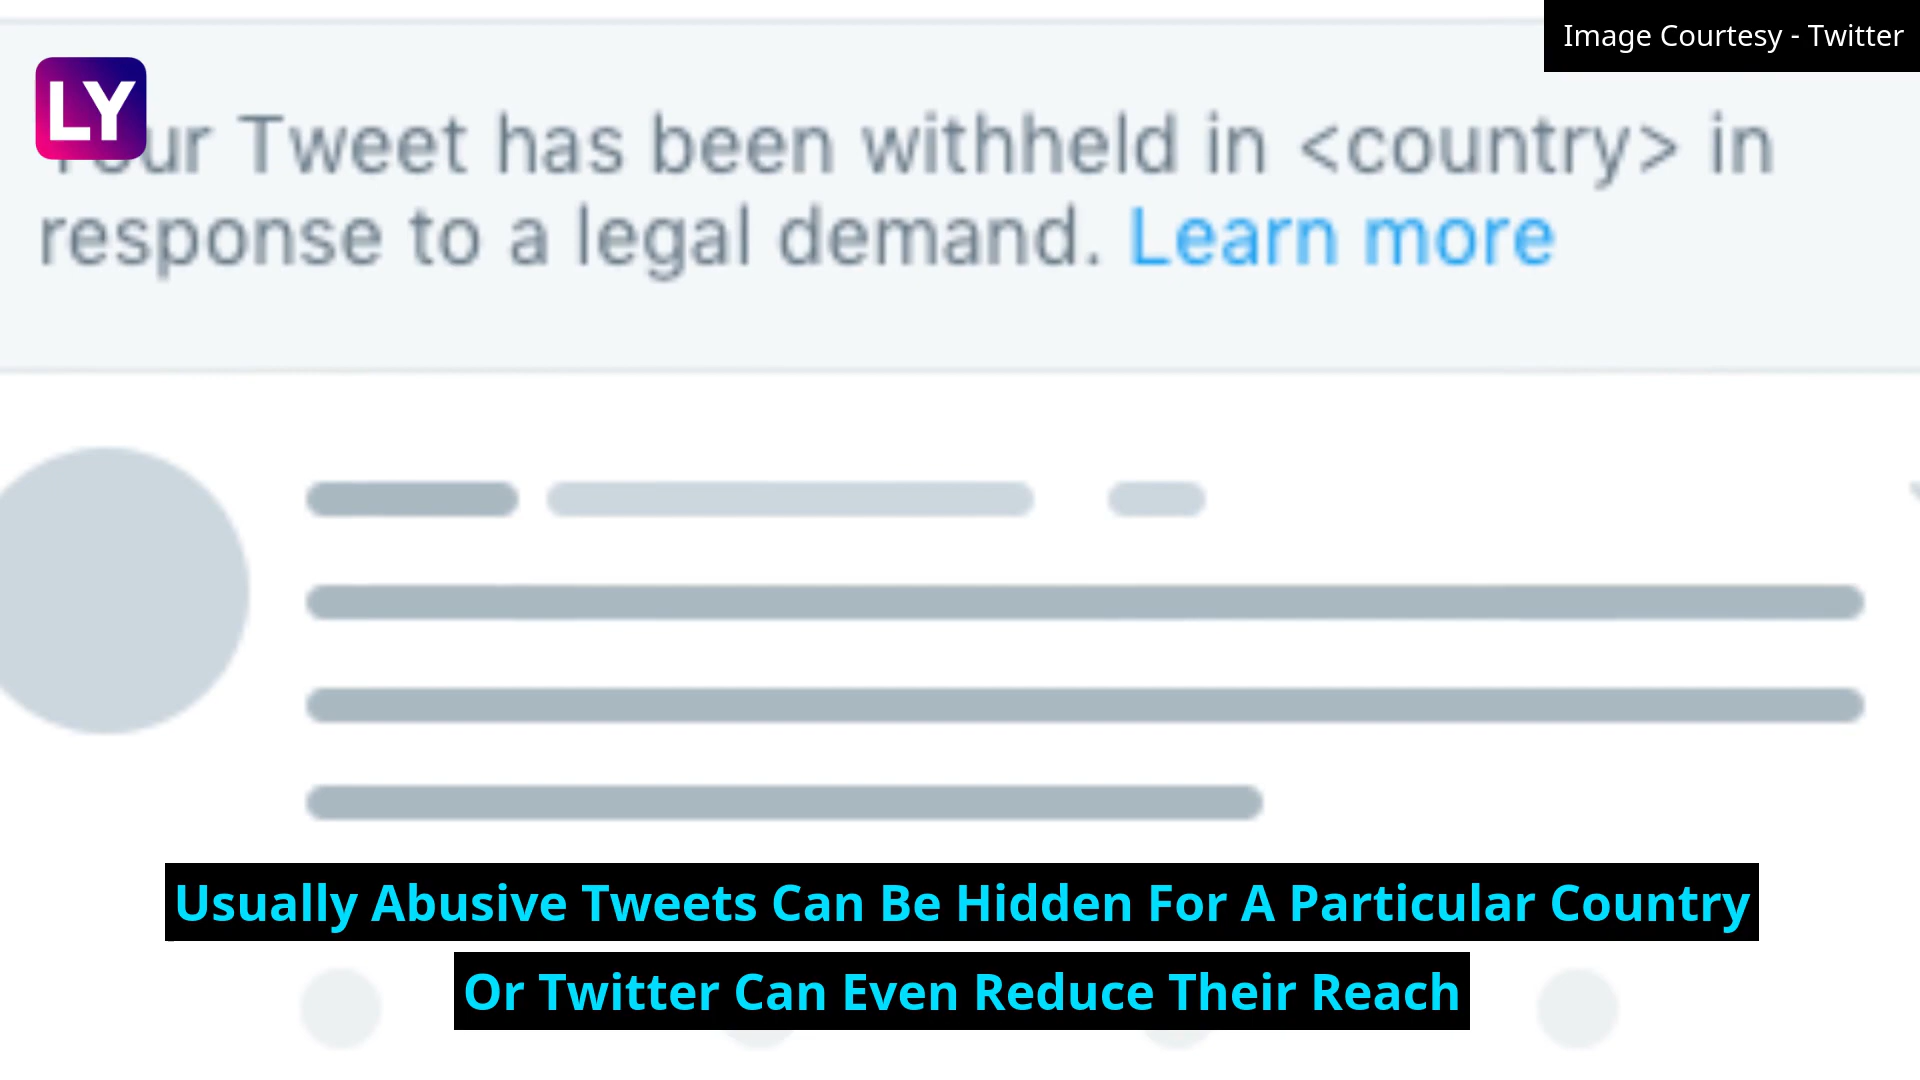 Image Courtesy - Twitter
LY
ur Tweet has been withheld in <country> in
response to a legal demand. Learn more
Usually Abusive Tweets Can Be Hidden For A Particular Country
Or Twitter Can Even Reduce Their Reach